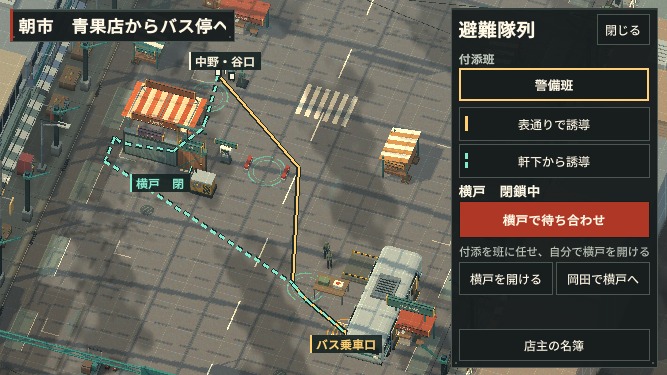 朝市　青果店からバス停へ
中野・谷口
横戸　閉
バス乗車口
避難隊列
閉じる
付添班
警備班
表通りで誘導
軒下から誘導
横戸　閉鎖中
横戸で待ち合わせ
付添を班に任せ、自分で横戸を開ける
横戸を開ける
岡田で横戸へ
店主の名簿